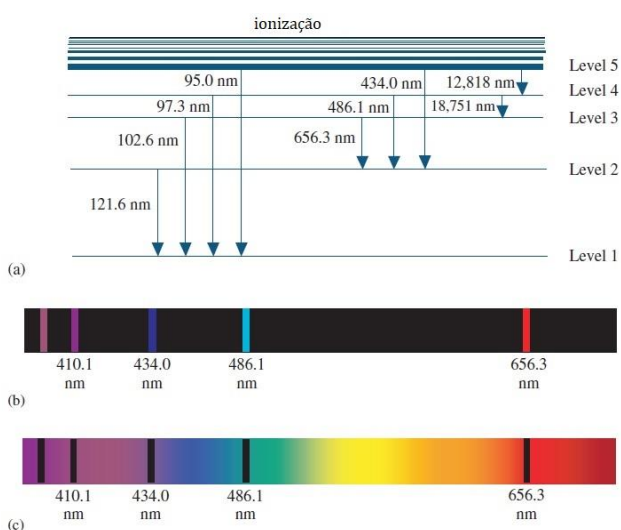 ionização
Level 5
95.0 nm 434.0 nm 12,818 nm
Level 4
97.3 nm 486.1 nm 18,751 nm
Level 3
102.6 nm 656.3 nm
Level 2
121.6 nm
Level 1
(a)
410.1 434.0 486.1 656.3
nm nm nm nm
(b)
410.1 434.0 486.1 656.3
nm nm nm nm
(c)